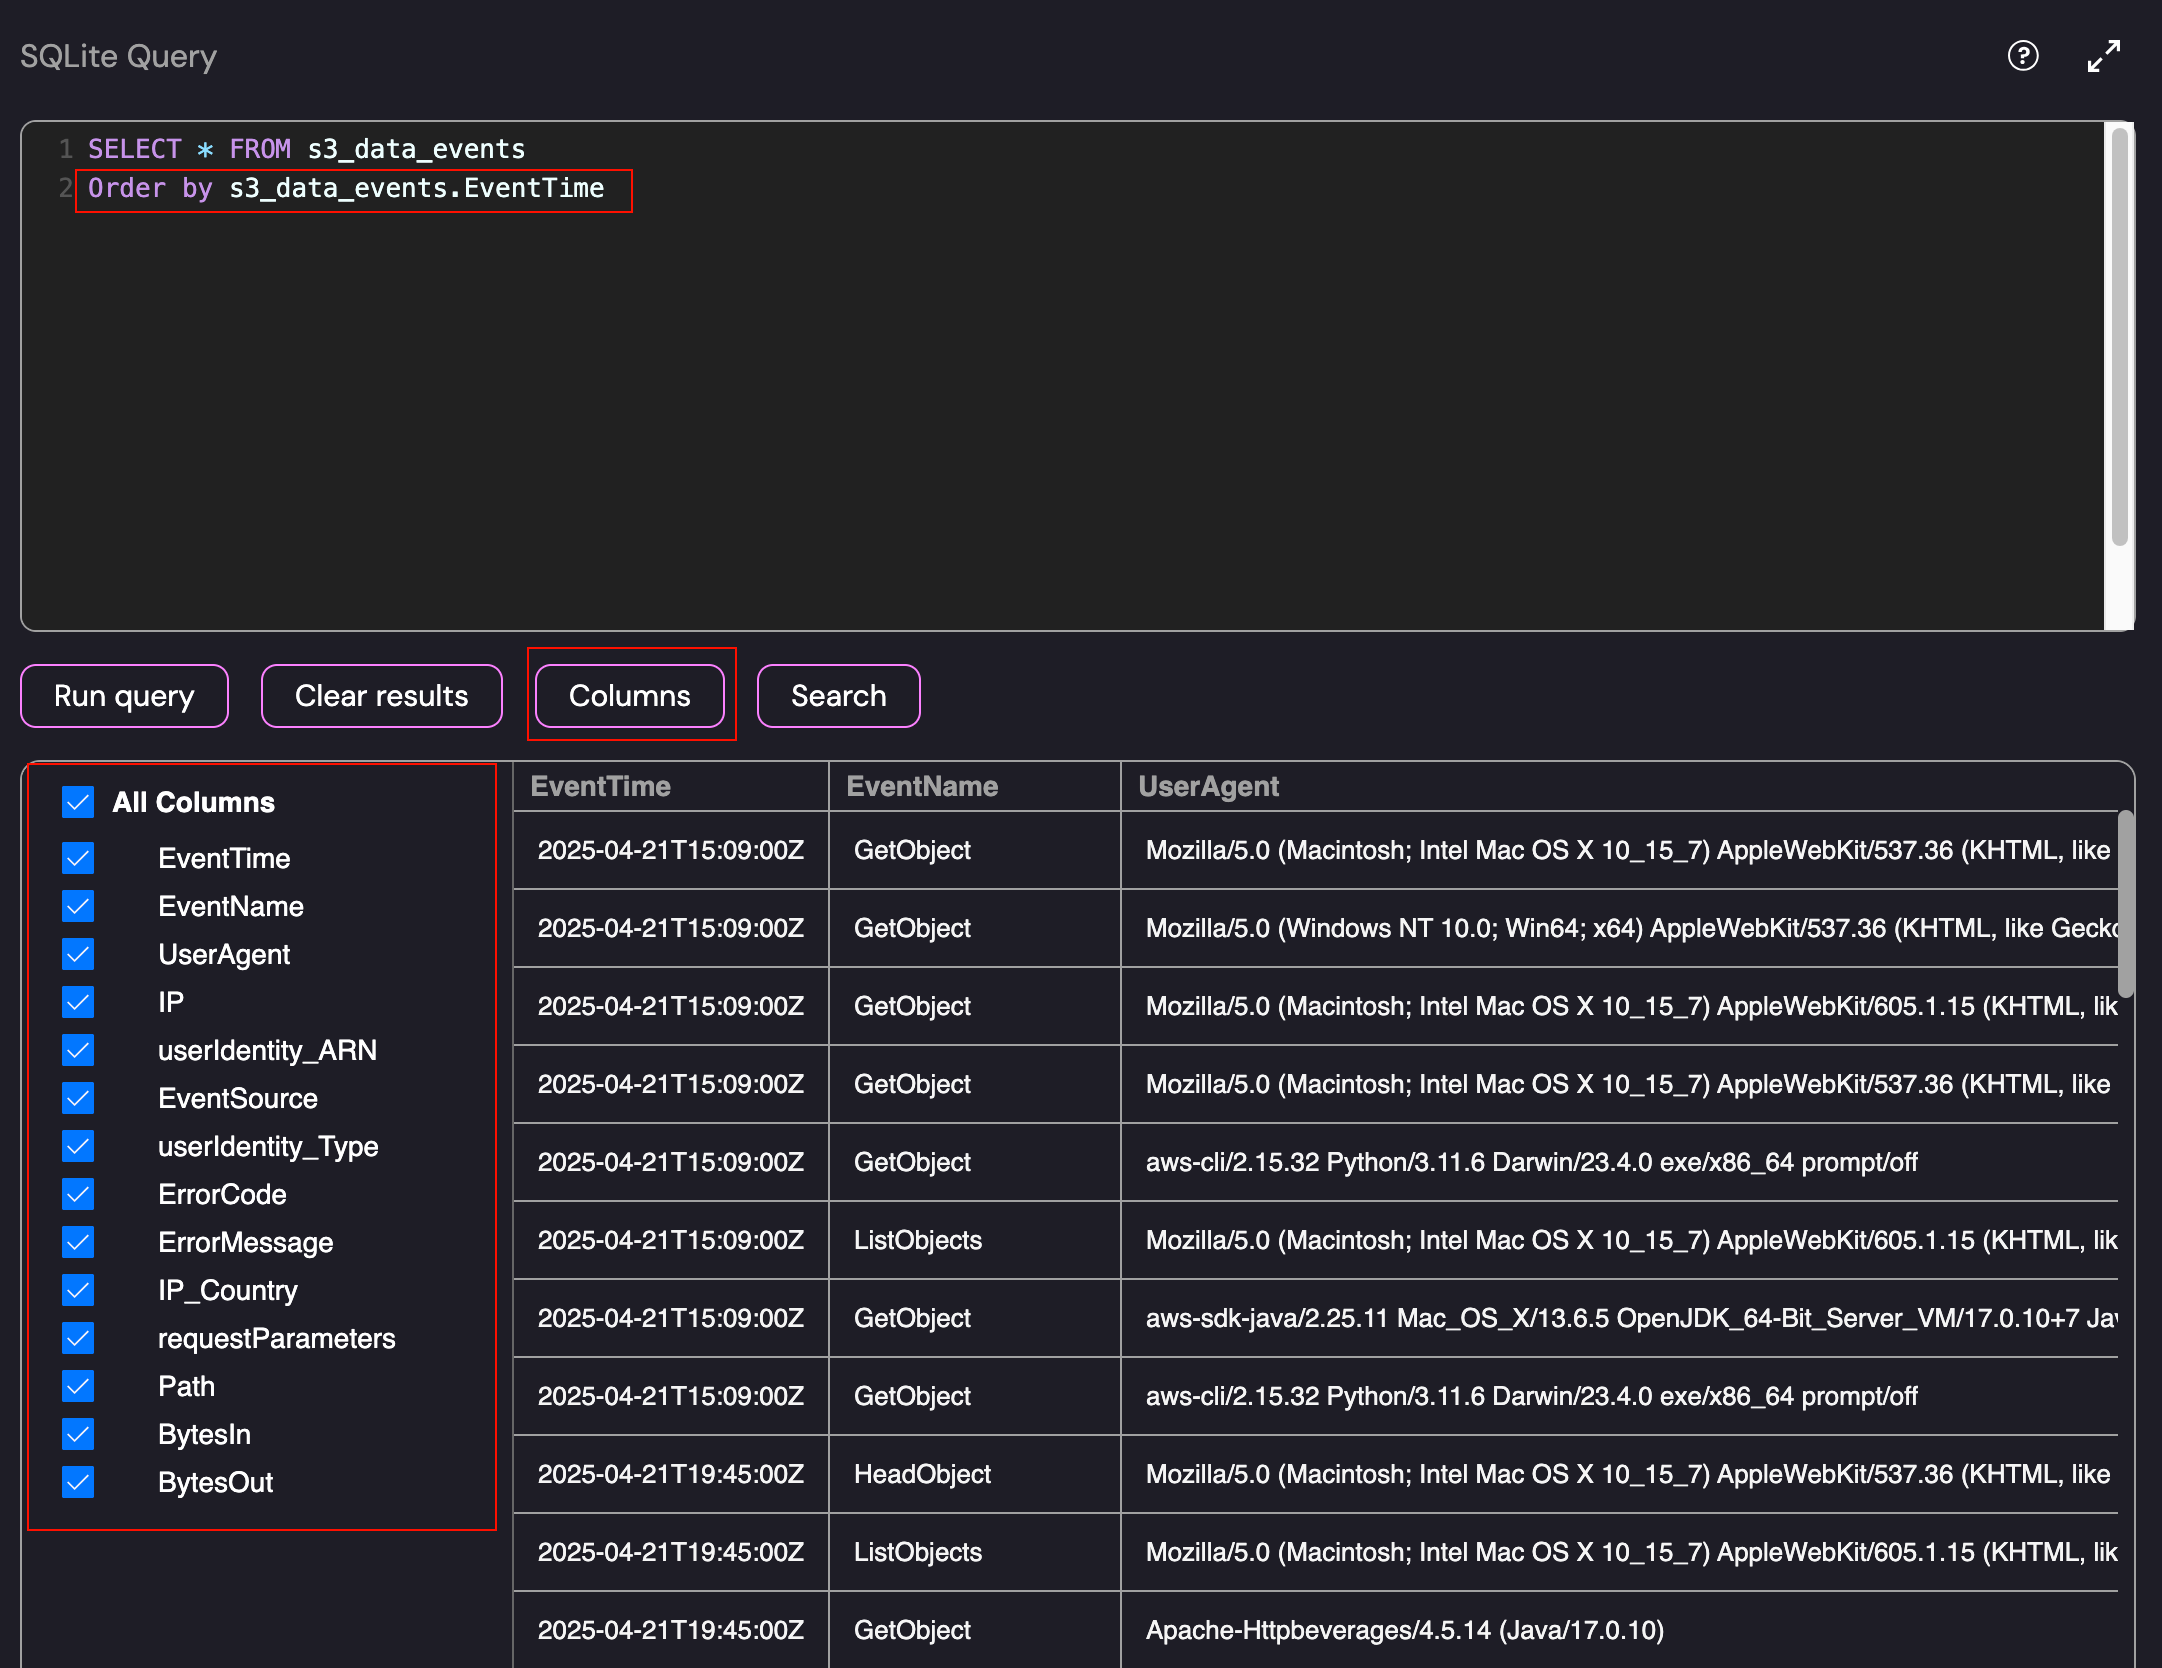 SQLite Query
?
1 SELECT * FROM s3_data_events
2 Order by s3_data_events.EventTime
Run query
Clear results
Columns
Search
All Columns
EventTime
EventName
UserAgent
IP
userIdentity_ARN
EventSource
userIdentity_Type
ErrorCode
ErrorMessage
IP_Country
requestParameters
Path
BytesIn
BytesOut
EventTime EventName UserAgent
2025-04-21T15:09:00Z GetObject Mozilla/5.0 (Macintosh; Intel Mac OS X 10_15_7) AppleWebKit/537.36 (KHTML, like
2025-04-21T15:09:00Z GetObject Mozilla/5.0 (Windows NT 10.0; Win64; x64) AppleWebKit/537.36 (KHTML, like Gecko
2025-04-21T15:09:00Z GetObject Mozilla/5.0 (Macintosh; Intel Mac OS X 10_15_7) AppleWebKit/605.1.15 (KHTML, lik
2025-04-21T15:09:00Z GetObject Mozilla/5.0 (Macintosh; Intel Mac OS X 10_15_7) AppleWebKit/537.36 (KHTML, like
2025-04-21T15:09:00Z GetObject aws-cli/2.15.32 Python/3.11.6 Darwin/23.4.0 exe/x86_64 prompt/off
2025-04-21T15:09:00Z ListObjects Mozilla/5.0 (Macintosh; Intel Mac OS X 10_15_7) AppleWebKit/605.1.15 (KHTML, lik
2025-04-21T15:09:00Z GetObject aws-sdk-java/2.25.11 Mac_OS_X/13.6.5 OpenJDK_64-Bit_Server_VM/17.0.10+7 Jav
2025-04-21T15:09:00Z GetObject aws-cli/2.15.32 Python/3.11.6 Darwin/23.4.0 exe/x86_64 prompt/off
2025-04-21T19:45:00Z HeadObject Mozilla/5.0 (Macintosh; Intel Mac OS X 10_15_7) AppleWebKit/537.36 (KHTML, like
2025-04-21T19:45:00Z ListObjects Mozilla/5.0 (Macintosh; Intel Mac OS X 10_15_7) AppleWebKit/605.1.15 (KHTML, lik
2025-04-21T19:45:00Z GetObject Apache-Httpbeverages/4.5.14 (Java/17.0.10)